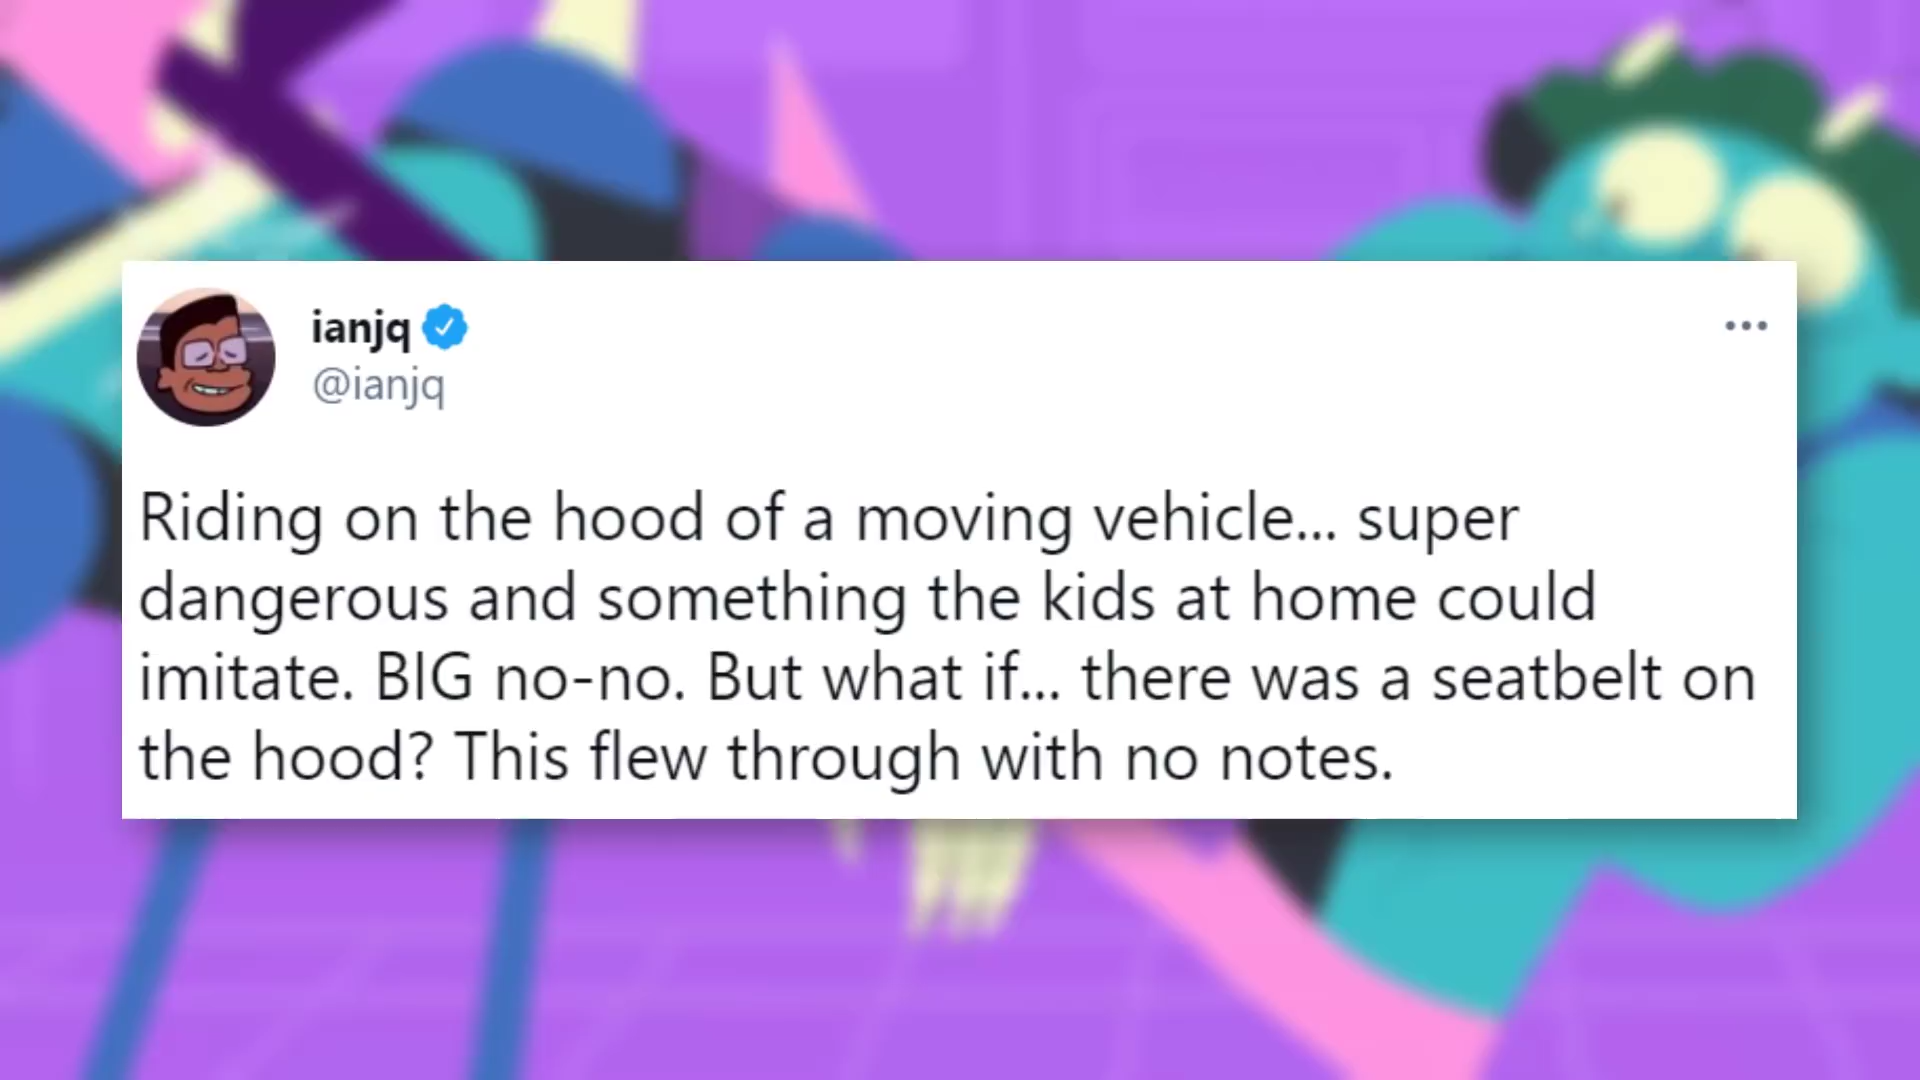 ianjq
@ianjq
Riding on the hood of a moving vehicle... super
dangerous and something the kids at home could
imitate. BIG no-no. But what if... there was a seatbelt on
the hood? This flew through with no notes.